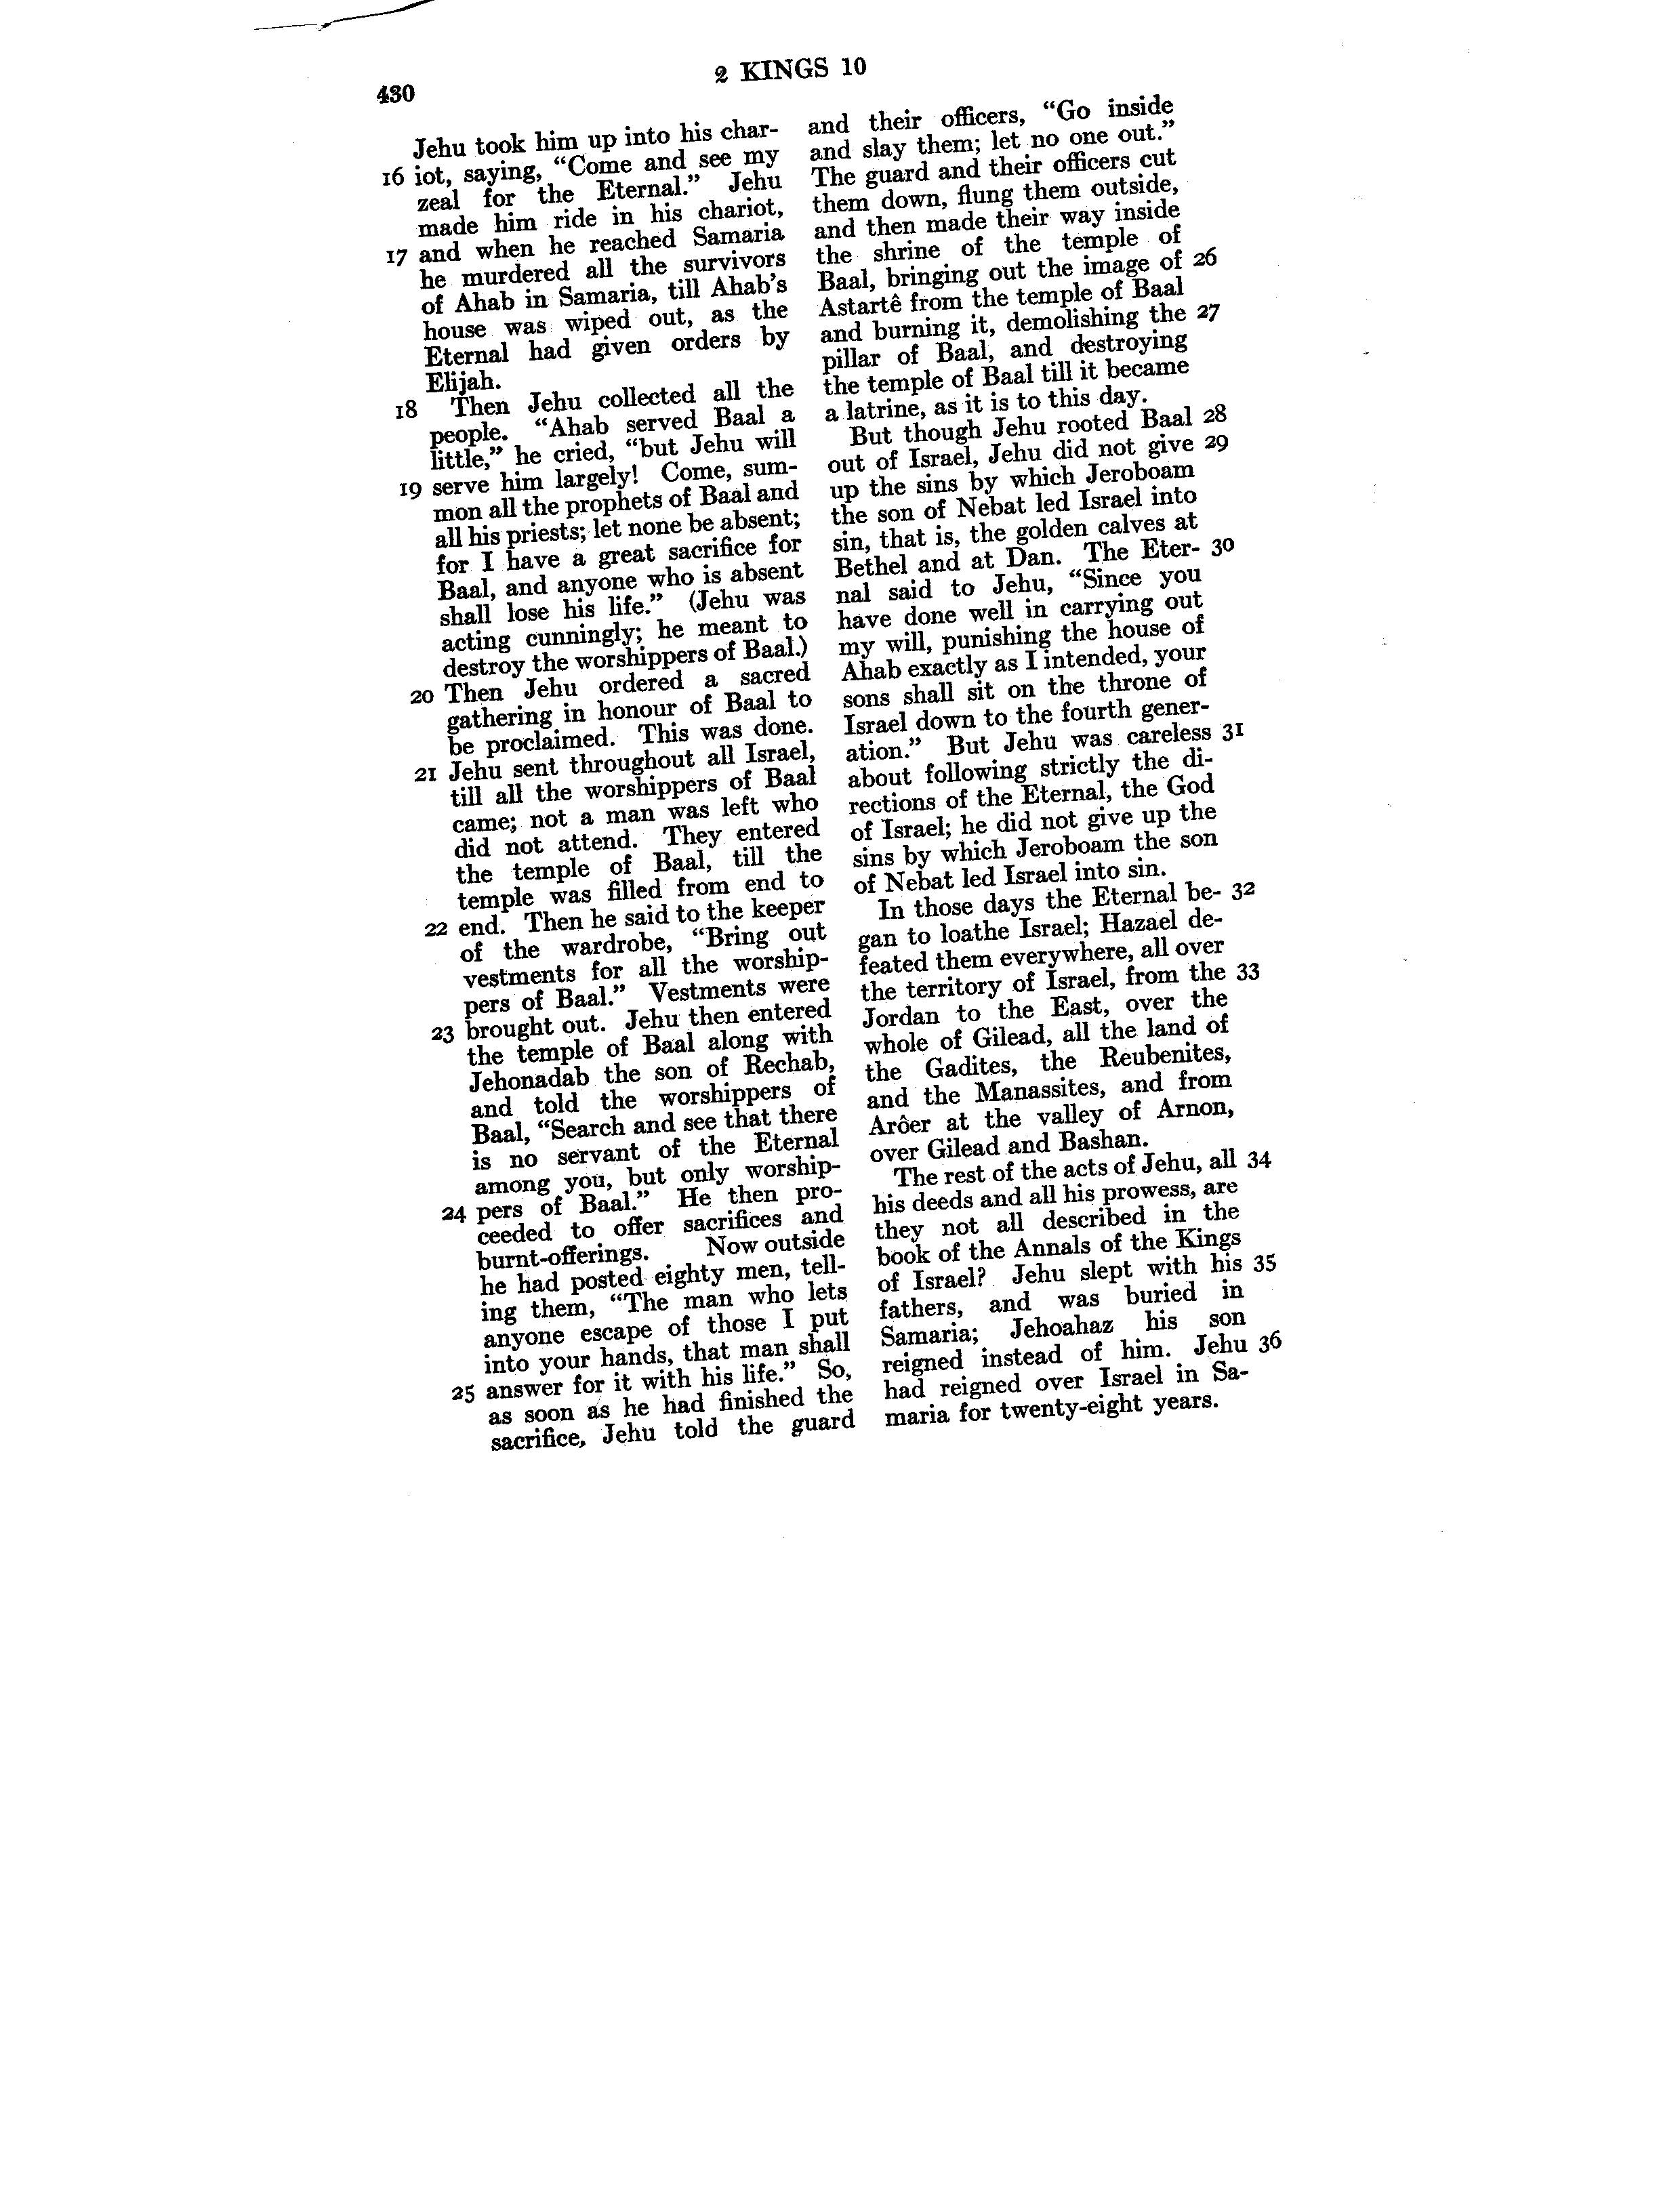 430
2 KINGS 10
Jehu took him up into his char-
16 iot, saying, “Come and see my
zeal for the Eternal.” Jehu
made him ride in his chariot,
17 and when he reached Samaria
he murdered all the survivors
of Ahab in Samaria, till Ahab’s
house was wiped out, as the
Eternal had given orders by
Elijah.
18 Then Jehu collected all the
people. “Ahab served Baal a
little,” he cried, “but Jehu will
19 serve him largely! Come, sum-
mon all the prophets of Baal and
all his priests; let none be absent;
for I have a great sacrifice for
Baal, and anyone who is absent
shall lose his life.” (Jehu was
acting cunningly; he meant to
destroy the worshippers of Baal.)
20 Then Jehu ordered a sacred
gathering in honour of Baal to
be proclaimed. This was done.
21 Jehu sent throughout all Israel,
till all the worshippers of Baal
came; not a man was left who
did not attend. They entered
the temple of Baal, till the
temple was filled from end to
22 end. Then he said to the keeper
of the wardrobe, “Bring out
vestments for all the worship-
pers of Baal.” Vestments were
23 brought out. Jehu then entered
the temple of Baal along with
Jehonadab the son of Rechab,
and told the worshippers of
Baal, “Search and see that there
is no servant of the Eternal
among you, but only worship-
24 pers of Baal.” He then pro-
ceeded to offer sacrifices and
burnt-offerings. Now outside
he had posted eighty men, tell-
ing them, “The man who lets
anyone escape of those I put
into your hands, that man shall
25 answer for it with his life.” So,
as soon as he had finished the
sacrifice, Jehu told the guard
and their officers, “Go inside
and slay them; let no one out.”
The guard and their officers cut
them down, flung them outside,
and then made their way inside
the shrine of the temple of
Baal, bringing out the image of 26
Astartê from the temple of Baal
and burning it, demolishing the 27
pillar of Baal, and destroying
the temple of Baal till it became
a latrine, as it is to this day.
But though Jehu rooted Baal 28
out of Israel, Jehu did not give 29
up the sins by which Jeroboam
the son of Nebat led Israel into
sin, that is, the golden calves at
Bethel and at Dan. The Eter- 30
nal said to Jehu, “Since you
have done well in carrying out
my will, punishing the house of
Ahab exactly as I intended, your
sons shall sit on the throne of
Israel down to the fourth gener-
ation.” But Jehu was careless 31
about following strictly the di-
rections of the Eternal, the God
of Israel; he did not give up the
sins by which Jeroboam the son
of Nebat led Israel into sin.
In those days the Eternal be- 32
gan to loathe Israel; Hazael de-
feated them everywhere, all over
the territory of Israel, from the 33
Jordan to the East, over the
whole of Gilead, all the land of
the Gadites, the Reubenites,
and the Manassites, and from
Arôer at the valley of Arnon,
over Gilead and Bashan.
The rest of the acts of Jehu, all 34
his deeds and all his prowess, are
they not all described in the
book of the Annals of the Kings
of Israel? Jehu slept with his 35
fathers, and was buried in
Samaria; Jehoahaz his son
reigned instead of him. Jehu 36
had reigned over Israel in Sa-
maria for twenty-eight years.